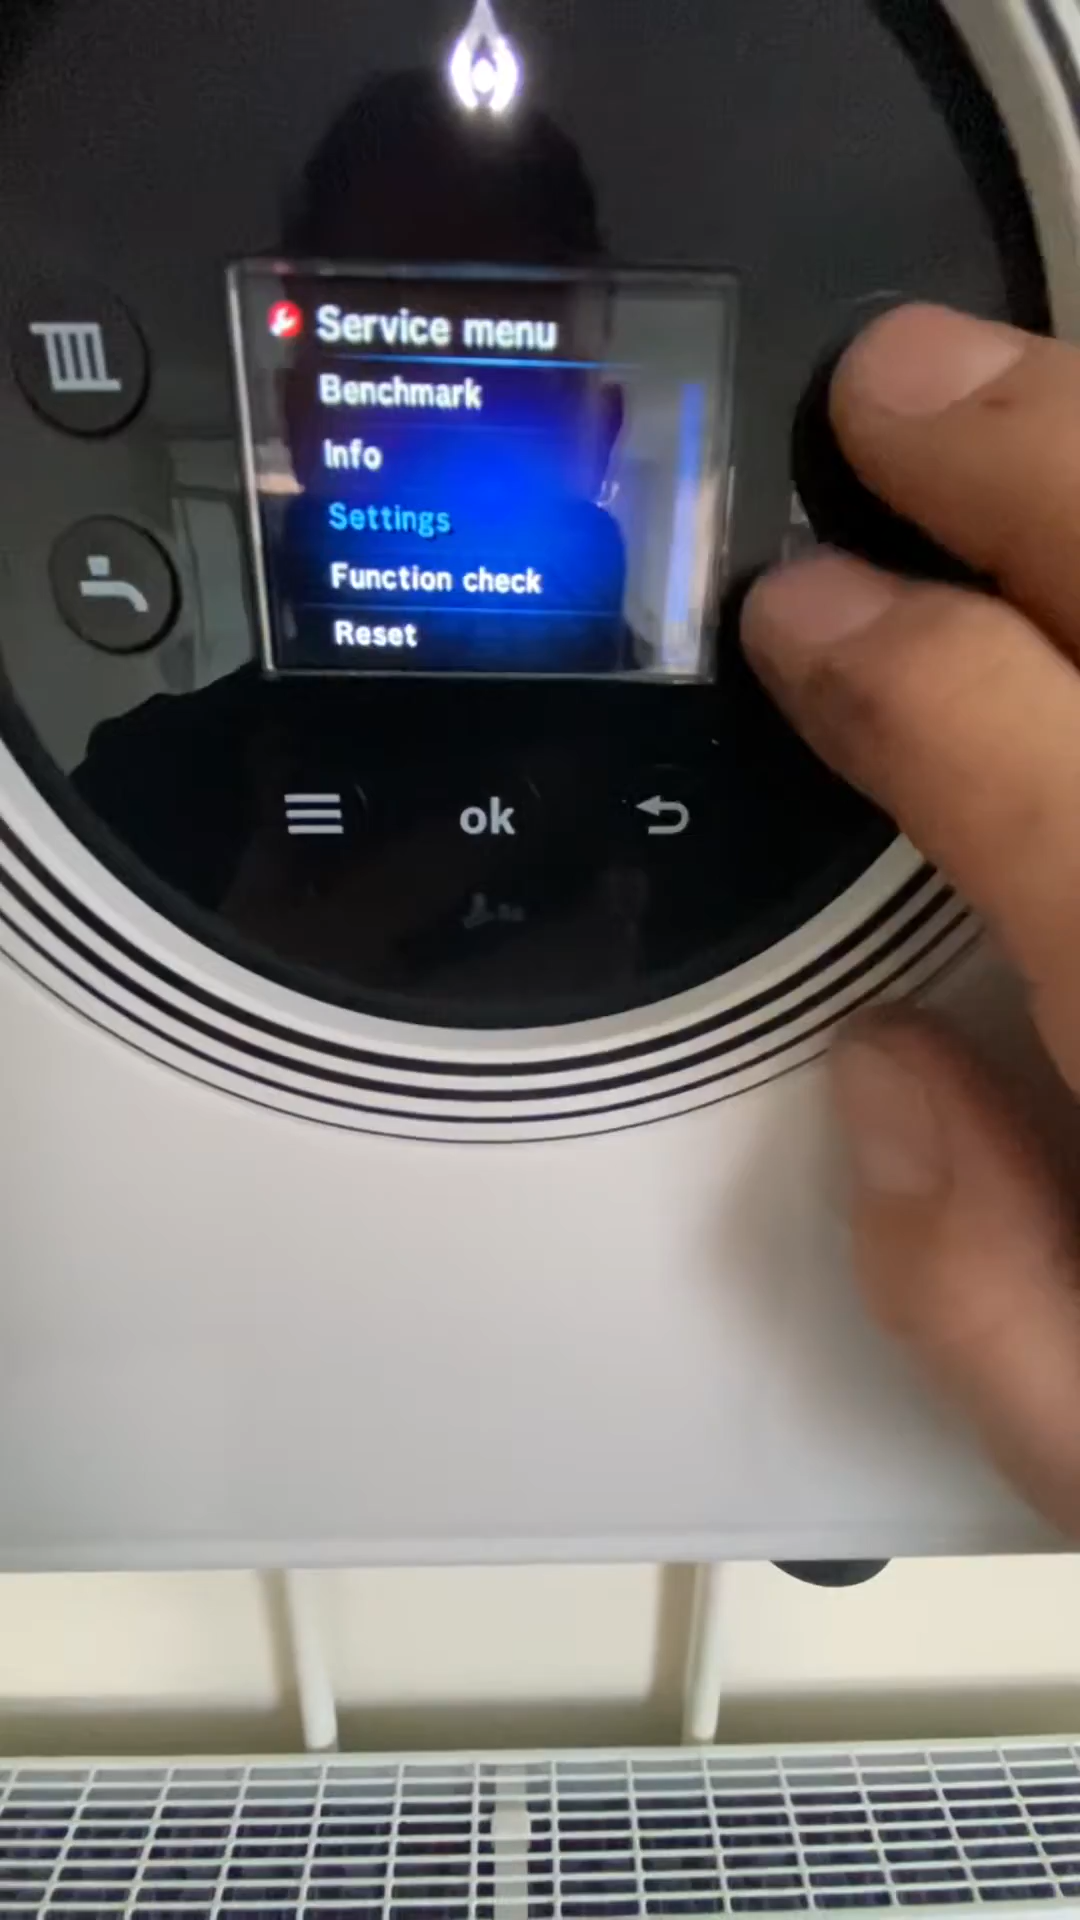 Service menu
Benchmark
Info
Settings
Function check
Reset
ok